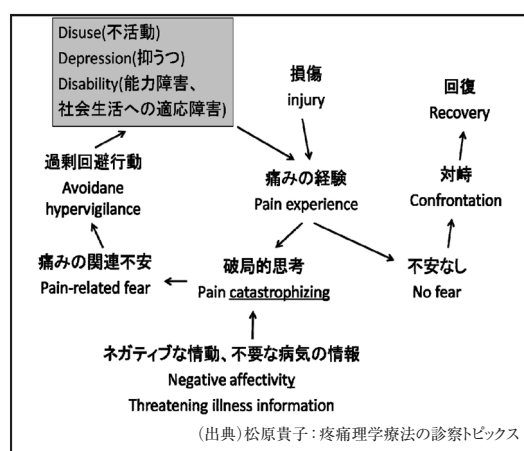 Disuse(不活動)
Depression(抑うつ)
Disability(能力障害、
社会生活への適応障害)
損傷
injury
回復
Recovery
過剰回避行動
Avoidane
hypervigilance
痛みの経験
Pain experience
対峙
Confrontation
痛みの関連不安
Pain-related fear
破局的思考
Pain catastrophizing
不安なし
No fear
ネガティブな情動、不要な病気の情報
Negative affectivity
Threatening illness information
(出典)松原貴子:疼痛理学療法の診察トピックス